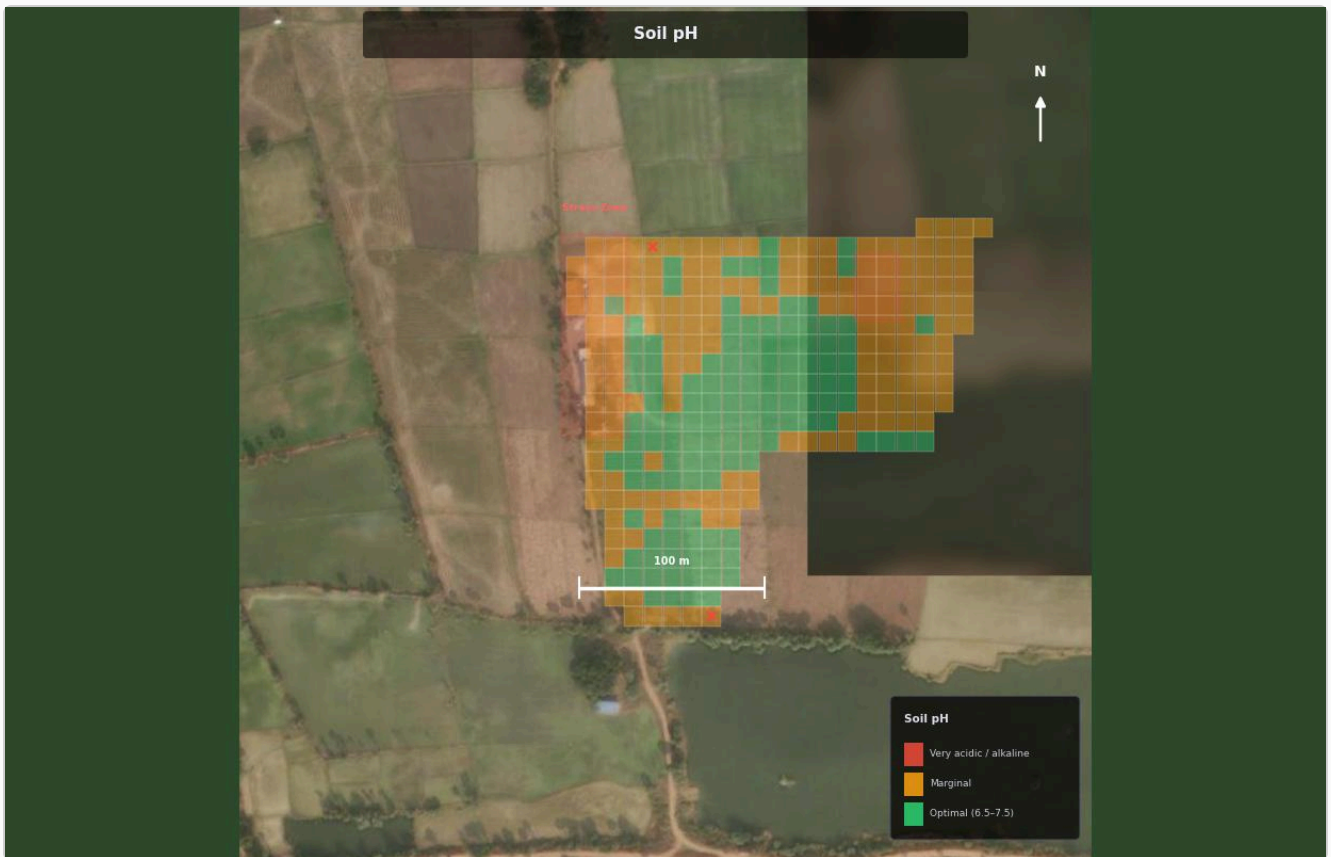 Soil pH
N
100 m
Soil pH
Very acidic / alkaline
Marginal
Optimal (6.5–7.5)